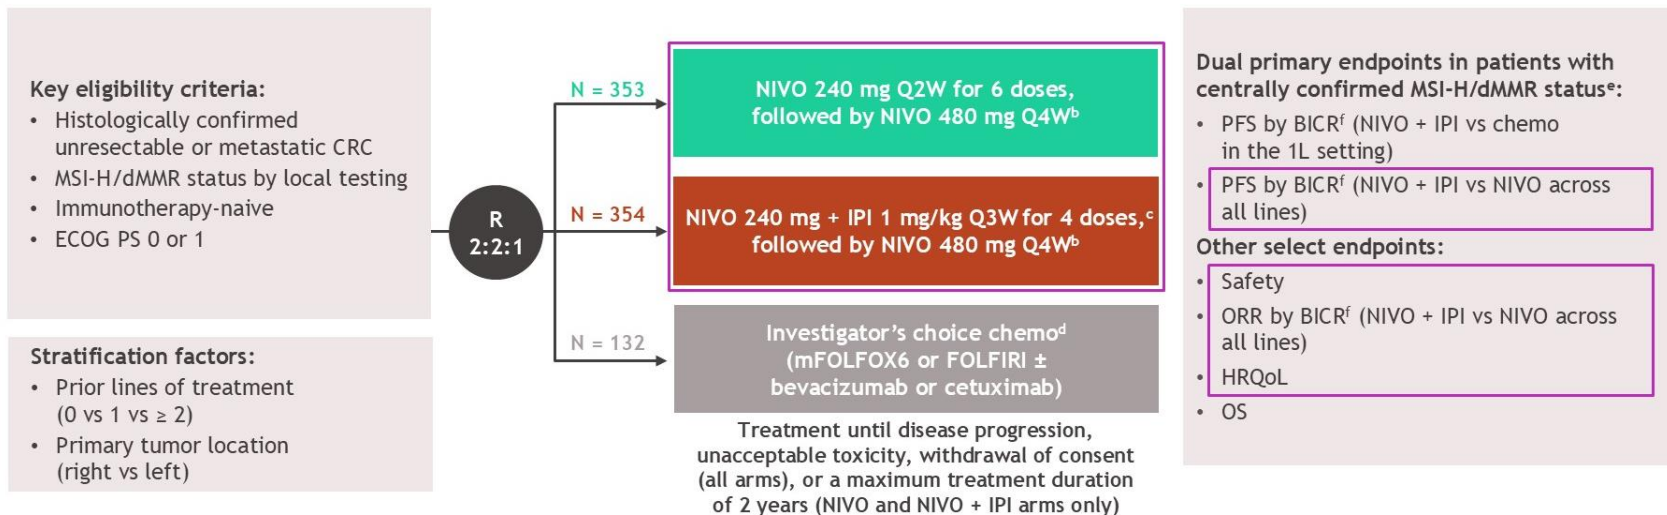 Key eligibility criteria:
• Histologically confirmed
unresectable or metastatic CRC
• MSI-H/dMMR status by local testing
• Immunotherapy-naive
• ECOG PS 0 or 1
Stratification factors:
• Prior lines of treatment
(0 vs 1 vs ≥ 2)
• Primary tumor location
(right vs left)
R
2:2:1
N = 353
NIVO 240 mg Q2W for 6 doses,
followed by NIVO 480 mg Q4Wᵇ
N = 354
NIVO 240 mg + IPI 1 mg/kg Q3W for 4 doses,ᶜ
followed by NIVO 480 mg Q4Wᵇ
N = 132
Investigator's choice chemoᵈ
(mFOLFOX6 or FOLFIRI ±
bevacizumab or cetuximab)
Treatment until disease progression,
unacceptable toxicity, withdrawal of consent
(all arms), or a maximum treatment duration
of 2 years (NIVO and NIVO + IPI arms only)
Dual primary endpoints in patients with
centrally confirmed MSI-H/dMMR statusᵉ:
• PFS by BICRᶠ (NIVO + IPI vs chemo
in the 1L setting)
• PFS by BICRᶠ (NIVO + IPI vs NIVO across
all lines)
Other select endpoints:
• Safety
• ORR by BICRᶠ (NIVO + IPI vs NIVO across
all lines)
• HRQoL
• OS